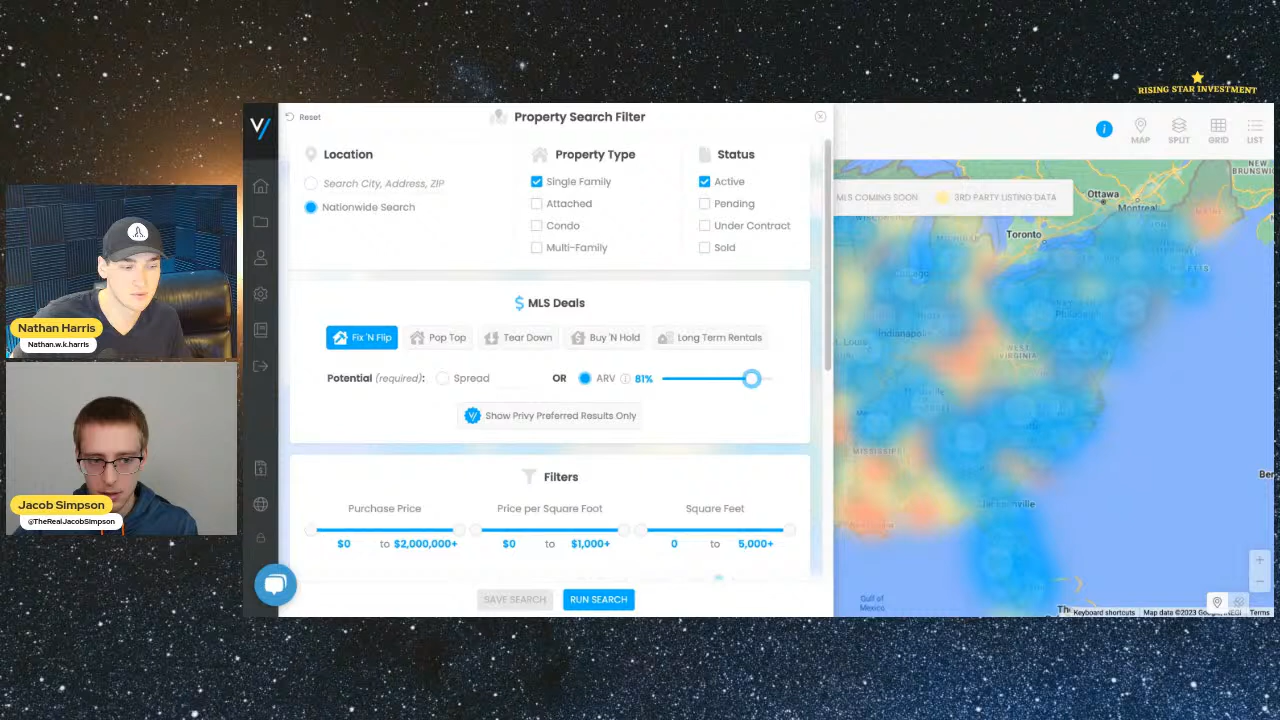 RISING STAR INVESTMENT
Reset
Property Search Filter
Location
Search City, Address, ZIP
Nationwide Search
Property Type
Single Family
Attached
Condo
Multi-Family
Status
Active
Pending
Under Contract
Sold
MAP
SPLIT
GRID
LIST
MLS COMING SOON
3RD PARTY LISTING DATA
$ MLS Deals
Fix 'N Flip
Pop Top
Tear Down
Buy 'N Hold
Long Term Rentals
Potential (required):
Spread
OR
ARV
81%
Show Privy Preferred Results Only
Filters
Purchase Price
$0 to $2,000,000+
Price per Square Foot
$0 to $1,000+
Square Feet
0 to 5,000+
SAVE SEARCH
RUN SEARCH
NEW BRUNSWICK
Ottawa
Montreal
MAINE
Toronto
Chicago
WEST VIRGINIA
MISSISSIPPI
Jacksonville
Gulf of Mexico
Keyboard shortcuts
Map data ©2023 Google, INEGI
Terms
Nathan Harris
Nathan.w.k.harris
Jacob Simpson
@TheRealJacobSimpson